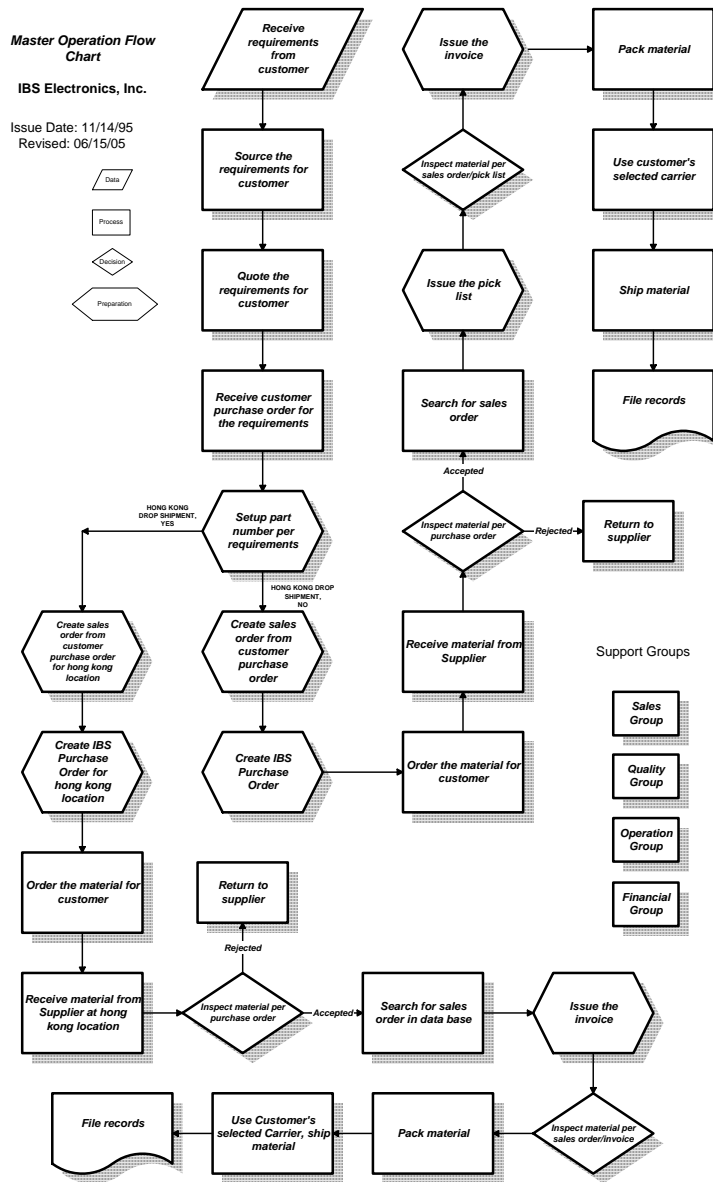 Master Operation Flow
Chart
IBS Electronics, Inc.
Issue Date: 11/14/95
Revised: 06/15/05
Data
Process
Decision
Preparation
Receive
requirements
from
customer
Source the
requirements for
customer
Quote the
requirements for
customer
Receive customer
purchase order for
the requirements
Setup part
number per
requirements
HONG KONG
DROP SHIPMENT,
YES
HONG KONG DROP
SHIPMENT,
NO
Create sales
order from
customer
purchase order
for hong kong
location
Create sales
order from
customer
purchase
order
Create IBS
Purchase
Order for
hong kong
location
Create IBS
Purchase
Order
Order the material for
customer
Receive material from
Supplier
Inspect material per
purchase order
Rejected
Return to
supplier
Accepted
Search for sales
order
Issue the pick
list
Inspect material per
sales order/pick list
Issue the
invoice
Pack material
Use customer's
selected carrier
Ship material
File records
Support Groups
Sales
Group
Quality
Group
Operation
Group
Financial
Group
Order the material for
customer
Receive material from
Supplier at hong
kong location
Inspect material per
purchase order
Rejected
Return to
supplier
Accepted
Search for sales
order in data base
Issue the
invoice
Inspect material per
sales order/invoice
Pack material
Use Customer's
selected Carrier, ship
material
File records